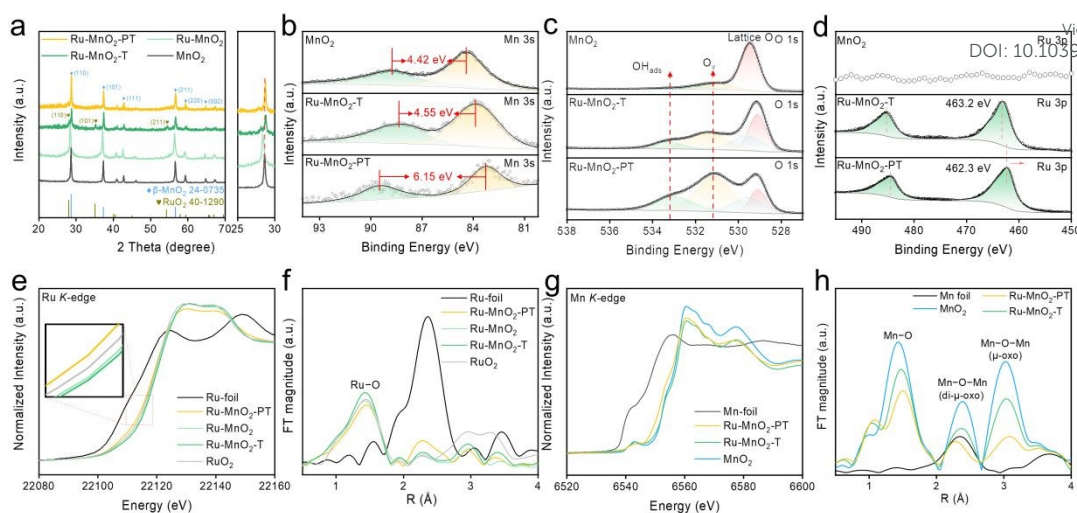 a
Ru-MnO₂-PT
Ru-MnO₂
Ru-MnO₂-T
MnO₂
(110)
(101)
(111)
(211)
(220)
(002)
(110)
(101)
(211)
β-MnO₂ 24-0735
RuO₂ 40-1290
Intensity (a.u.)
20 30 40 50 60 70 25 30
2 Theta (degree)
b
MnO₂ Mn 3s
4.42 eV
Ru-MnO₂-T Mn 3s
4.55 eV
Ru-MnO₂-PT Mn 3s
6.15 eV
Intensity (a.u.)
93 90 87 84 81
Binding Energy (eV)
c
MnO₂ Lattice O O 1s
OHads Ov
Ru-MnO₂-T O 1s
Ru-MnO₂-PT O 1s
Intensity (a.u.)
538 536 534 532 530 528
Binding Energy (eV)
d
MnO₂ Ru 3p
DOI: 10.1039
Ru-MnO₂-T 463.2 eV Ru 3p
Ru-MnO₂-PT 462.3 eV Ru 3p
Intensity (a.u.)
490 480 470 460 450
Binding Energy (eV)
e
Ru K-edge
Ru-foil
Ru-MnO₂-PT
Ru-MnO₂
Ru-MnO₂-T
RuO₂
Normalized Intensity (a.u.)
22080 22100 22120 22140 22160
Energy (eV)
f
Ru-foil
Ru-MnO₂-PT
Ru-MnO₂
Ru-MnO₂-T
RuO₂
Ru−O
FT magnitude (a.u.)
0 1 2 3 4
R (Å)
g
Mn K-edge
Mn-foil
Ru-MnO₂-PT
Ru-MnO₂-T
MnO₂
Normalized Intensity (a.u.)
6520 6540 6560 6580 6600
Energy (eV)
h
Mn foil
Ru-MnO₂-PT
MnO₂
Ru-MnO₂-T
Mn−O
Mn−O−Mn
(μ-oxo)
Mn−O−Mn
(di-μ-oxo)
FT magnitude (a.u.)
1 2 3 4
R (Å)